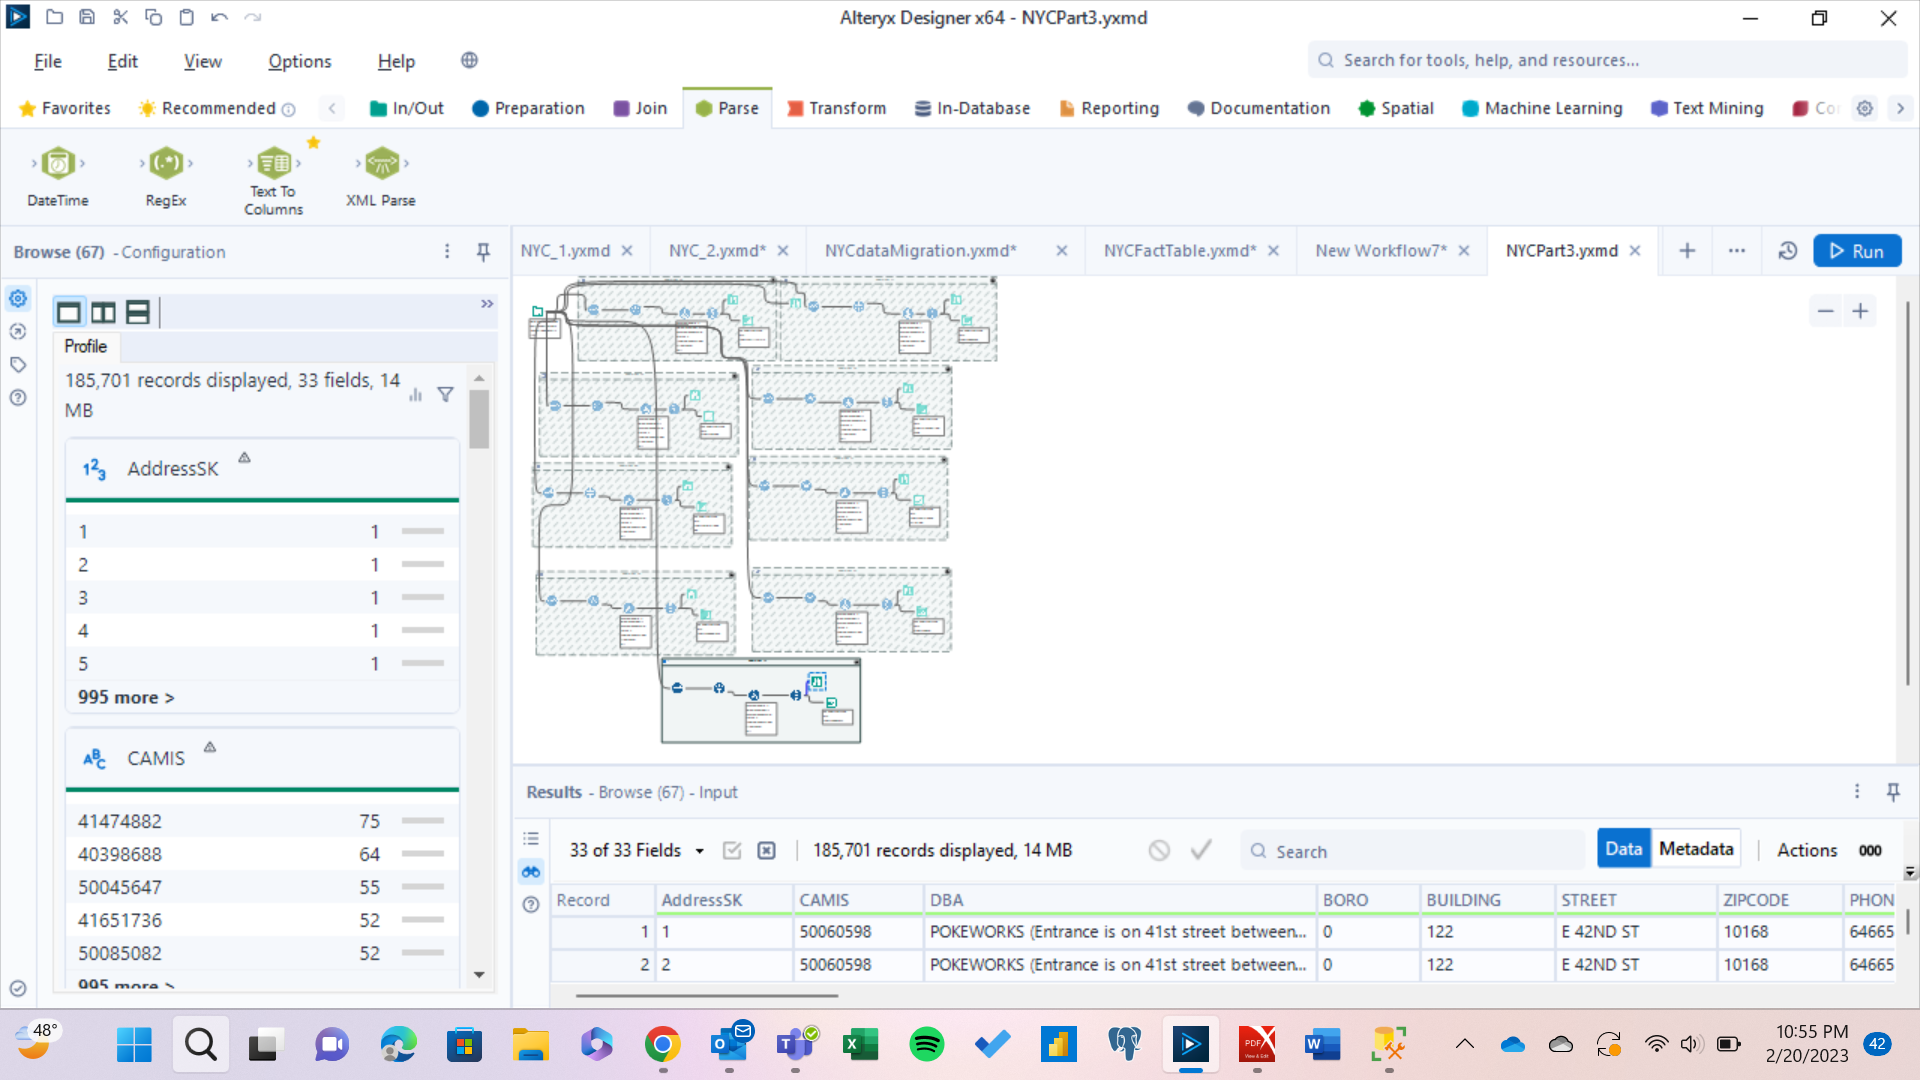 Alteryx Designer x64 - NYCPart3.yxmd
File Edit View Options Help
Search for tools, help, and resources...
Favorites Recommended In/Out Preparation Join Parse Transform In-Database Reporting Documentation Spatial Machine Learning Text Mining Co
DateTime RegEx Text To Columns XML Parse
Browse (67) - Configuration
NYC_1.yxmd NYC_2.yxmd* NYCdataMigration.yxmd* NYCFactTable.yxmd* New Workflow7* NYCPart3.yxmd
Run
Profile
185,701 records displayed, 33 fields, 14
MB
123 AddressSK
1 1
2 1
3 1
4 1
5 1
995 more >
ABC CAMIS
41474882 75
40398688 64
50045647 55
41651736 52
50085082 52
995 more >
Results - Browse (67) - Input
33 of 33 Fields 185,701 records displayed, 14 MB Search Data Metadata Actions 000
Record AddressSK CAMIS DBA BORO BUILDING STREET ZIPCODE PHON
1 1 50060598 POKEWORKS (Entrance is on 41st street between... 0 122 E 42ND ST 10168 64665
2 2 50060598 POKEWORKS (Entrance is on 41st street between... 0 122 E 42ND ST 10168 64665
48°
10:55 PM
2/20/2023
42